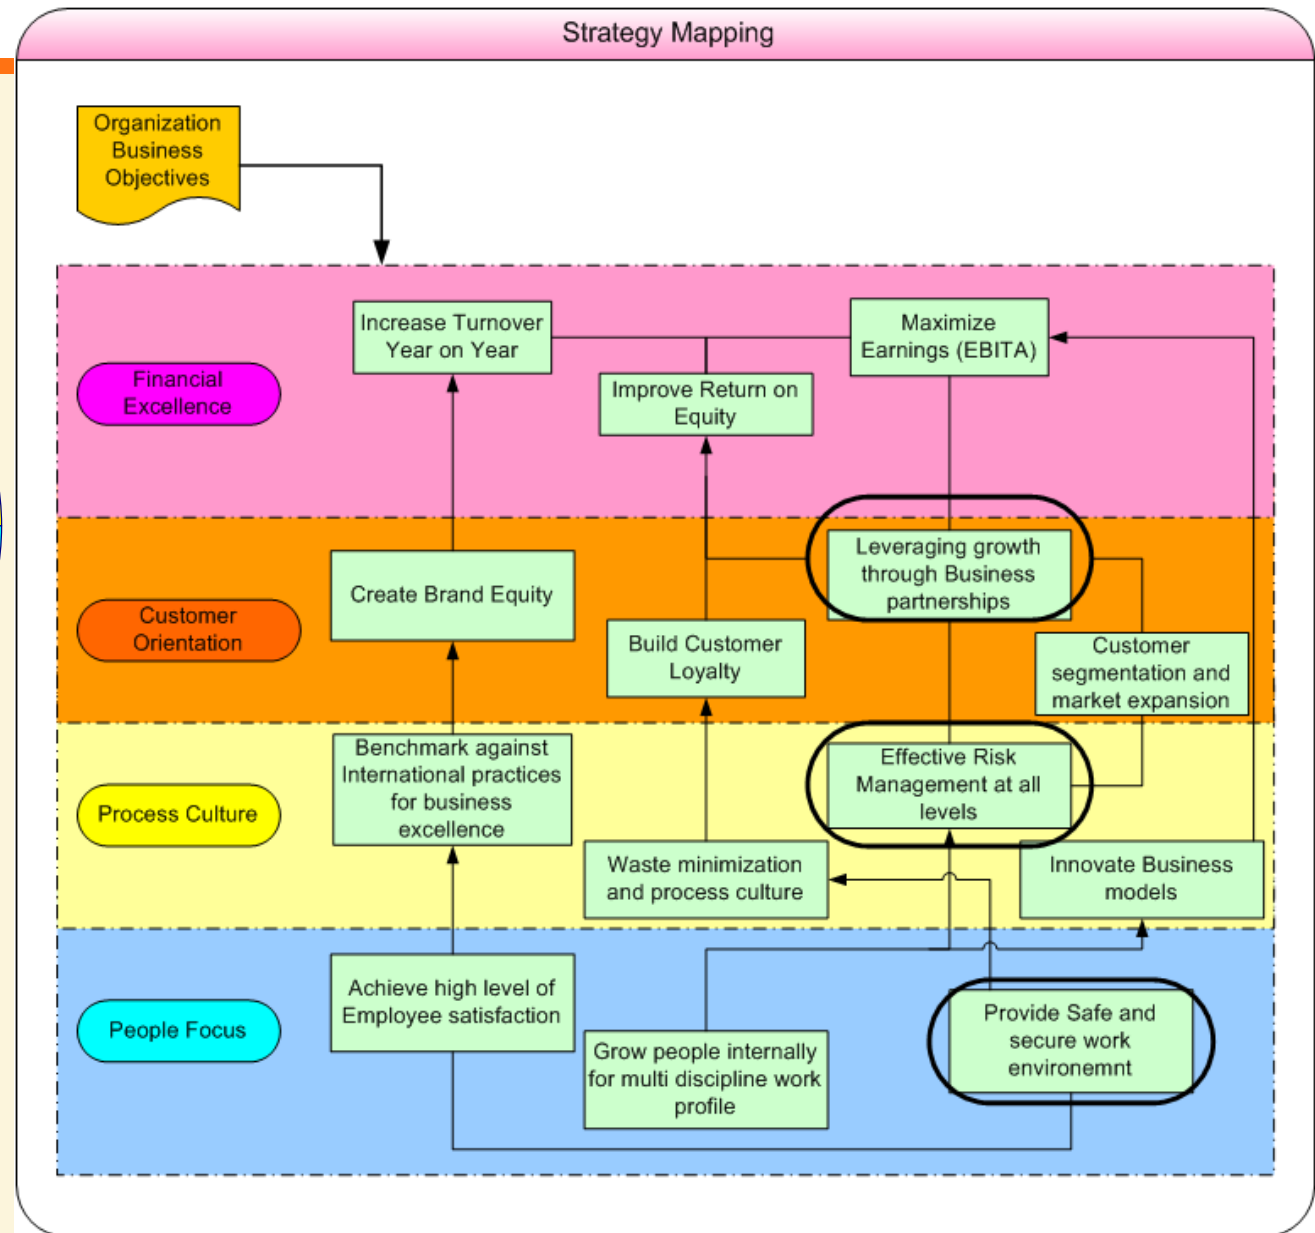 Strategy Mapping
Organization
Business
Objectives
Financial
Excellence
Increase Turnover
Year on Year
Improve Return on
Equity
Maximize
Earnings (EBITA)
Customer
Orientation
Create Brand Equity
Build Customer
Loyalty
Leveraging growth
through Business
partnerships
Customer
segmentation and
market expansion
Process Culture
Benchmark against
International practices
for business
excellence
Waste minimization
and process culture
Effective Risk
Management at all
levels
Innovate Business
models
People Focus
Achieve high level of
Employee satisfaction
Grow people internally
for multi discipline work
profile
Provide Safe and
secure work
environemnt